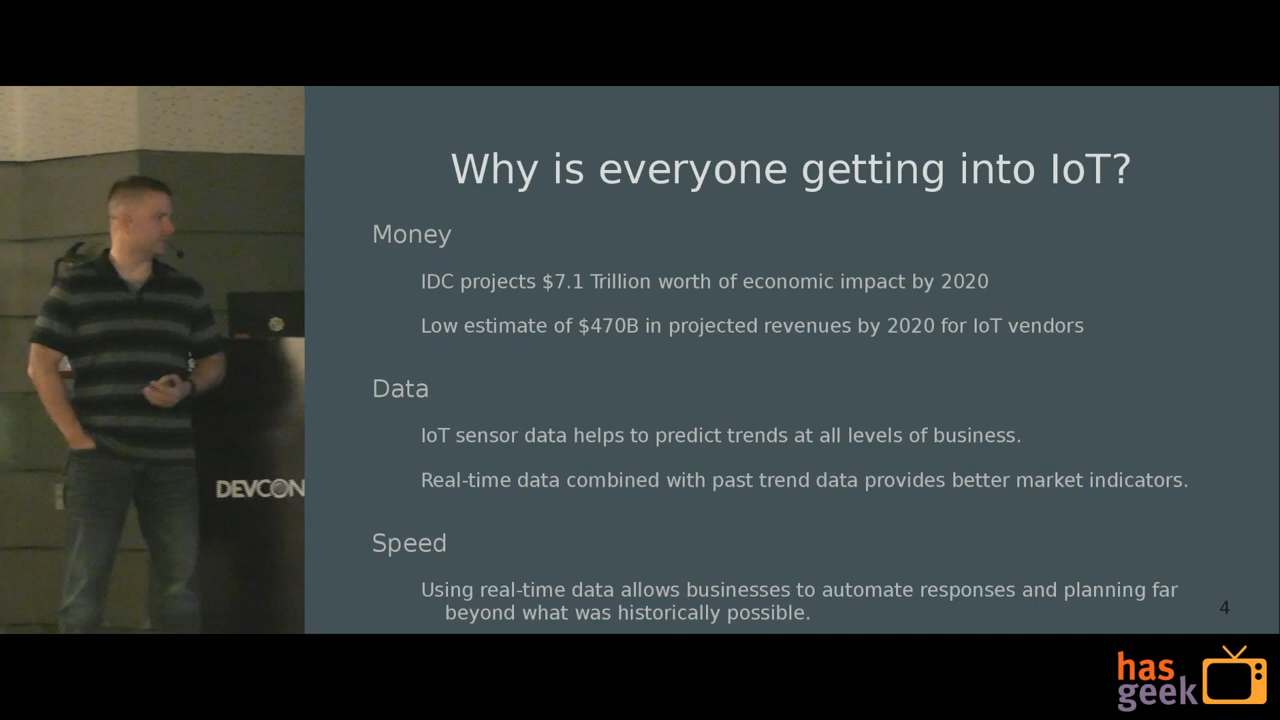 Why is everyone getting into IoT?
Money
IDC projects $7.1 Trillion worth of economic impact by 2020
Low estimate of $470B in projected revenues by 2020 for IoT vendors
Data
IoT sensor data helps to predict trends at all levels of business.
Real-time data combined with past trend data provides better market indicators.
Speed
Using real-time data allows businesses to automate responses and planning far
beyond what was historically possible.
4
DEVCON
has
geek